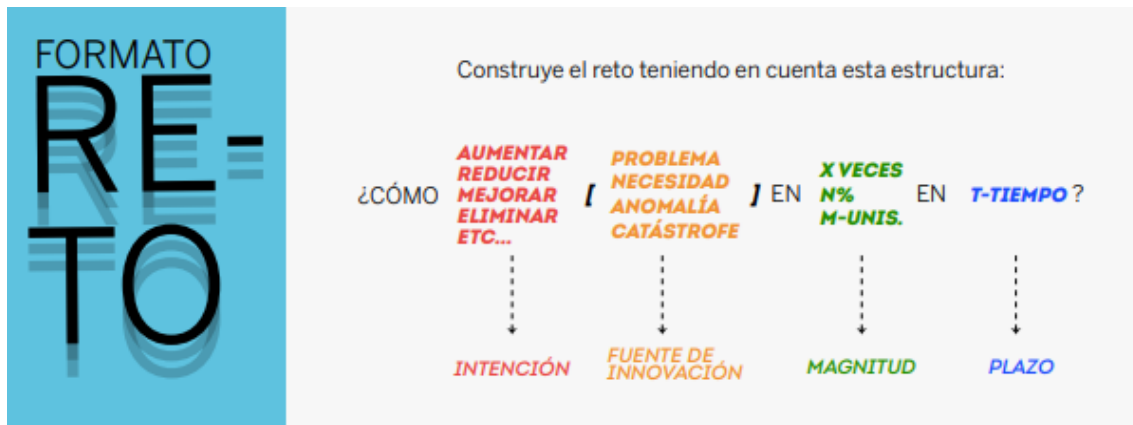 FORMATO
RE-
TO
Construye el reto teniendo en cuenta esta estructura:
¿CÓMO
AUMENTAR
REDUCIR
MEJORAR
ELIMINAR
ETC...
[
PROBLEMA
NECESIDAD
ANOMALÍA
CATÁSTROFE
] EN
X VECES
N%
M-UNIS.
EN
T-TIEMPO ?
INTENCIÓN
FUENTE DE
INNOVACIÓN
MAGNITUD
PLAZO